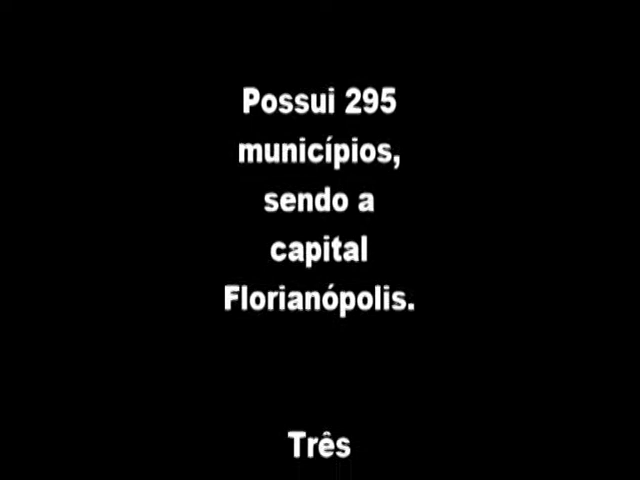 Possui 295
municípios,
sendo a
capital
Florianópolis.
Três